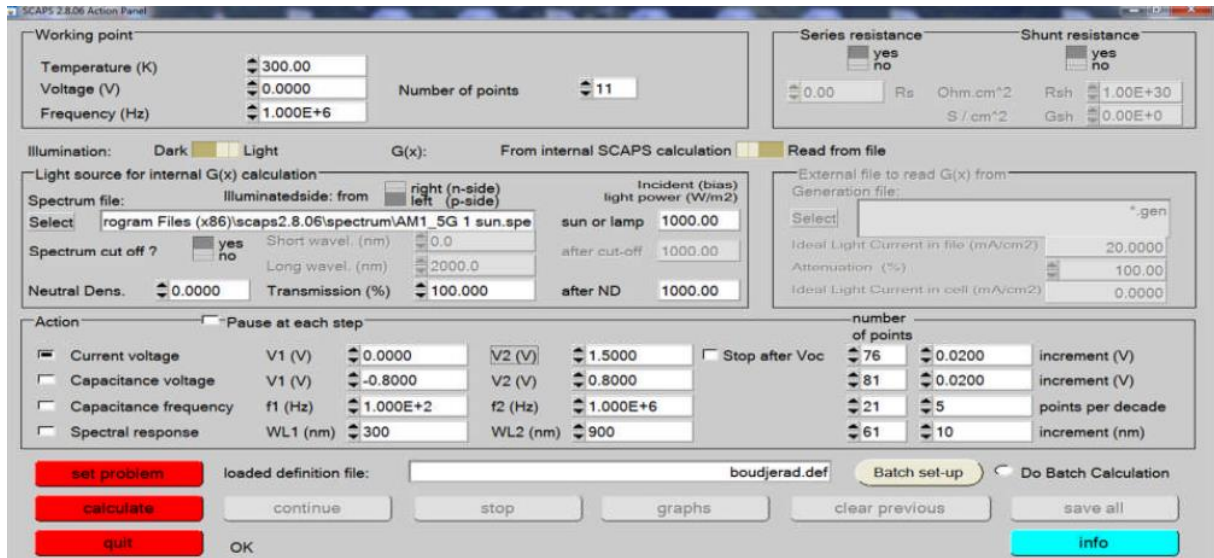 SCAPS 2.8.06 Action Panel
Working point
Temperature (K) 300.00
Voltage (V) 0.0000 Number of points 11
Frequency (Hz) 1.000E+6
Series resistance Shunt resistance
yes yes
no no
0.00 Rs Ohm.cm^2 Rsh 1.00E+30
S / cm^2 Gsh 0.00E+0
Illumination: Dark Light G(x): From internal SCAPS calculation Read from file
Light source for internal G(x) calculation
Spectrum file: Illuminatedside: from right (n-side) Incident (bias)
left (p-side) light power (W/m2)
Select rogram Files (x86)\scaps2.8.06\spectrum\AM1_5G 1 sun.spe sun or lamp 1000.00
Spectrum cut off ? yes Short wavel. (nm) 0.0 after cut-off 1000.00
no Long wavel. (nm) 2000.0
Neutral Dens. 0.0000 Transmission (%) 100.000 after ND 1000.00
External file to read G(x) from
Generation file:
Select *.gen
Ideal Light Current in file (mA/cm2) 20.0000
Attenuation (%) 100.00
Ideal Light Current in cell (mA/cm2) 0.0000
Action Pause at each step number
of points
Current voltage V1 (V) 0.0000 V2 (V) 1.5000 Stop after Voc 76 0.0200 increment (V)
Capacitance voltage V1 (V) -0.8000 V2 (V) 0.8000 81 0.0200 increment (V)
Capacitance frequency f1 (Hz) 1.000E+2 f2 (Hz) 1.000E+6 21 5 points per decade
Spectral response WL1 (nm) 300 WL2 (nm) 900 61 10 increment (nm)
set problem loaded definition file: boudjerad.def Batch set-up Do Batch Calculation
calculate continue stop graphs clear previous save all
quit OK info